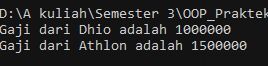 D:\A kuliah\Semester 3\OOP_Praktek
Gaji dari Dhio adalah 1000000
Gaji dari Athlon adalah 1500000